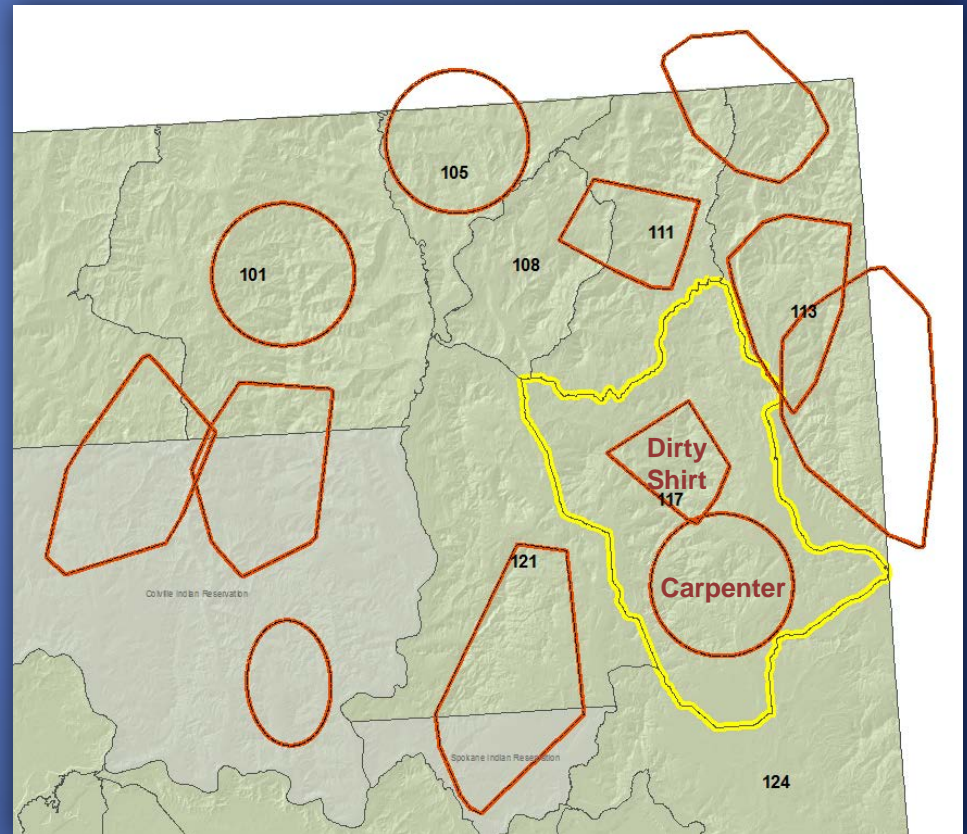 105
111
108
101
113
Dirty
Shirt
117
121
Carpenter
Colville Indian Reservation
Spokane Indian Reservation
124